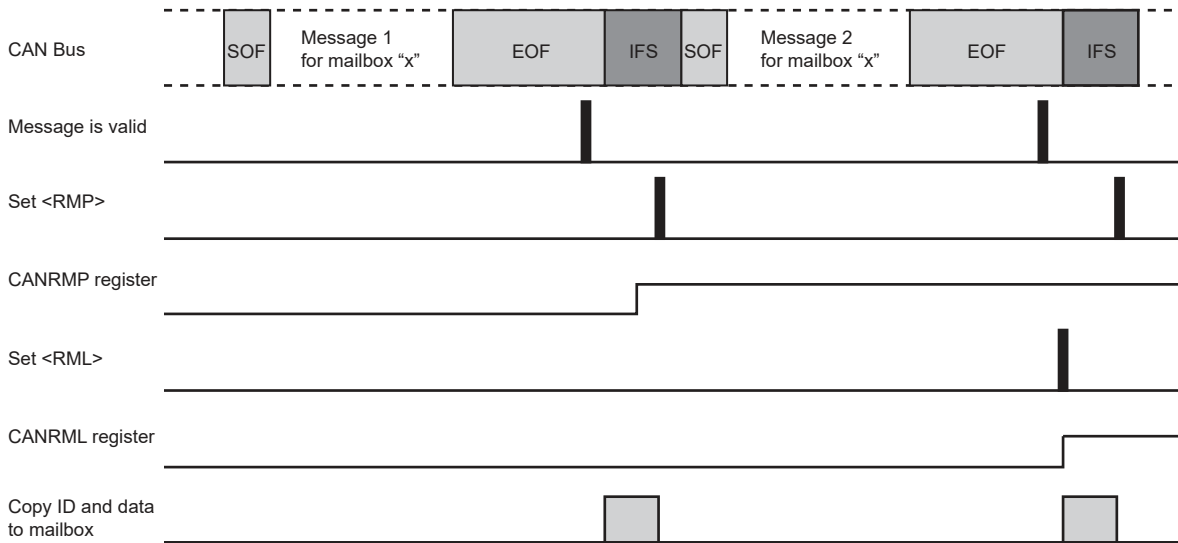 CAN Bus
SOF
Message 1
for mailbox “x”
EOF
IFS
SOF
Message 2
for mailbox “x”
EOF
IFS
Message is valid
Set <RMP>
CANRMP register
Set <RML>
CANRML register
Copy ID and data
to mailbox